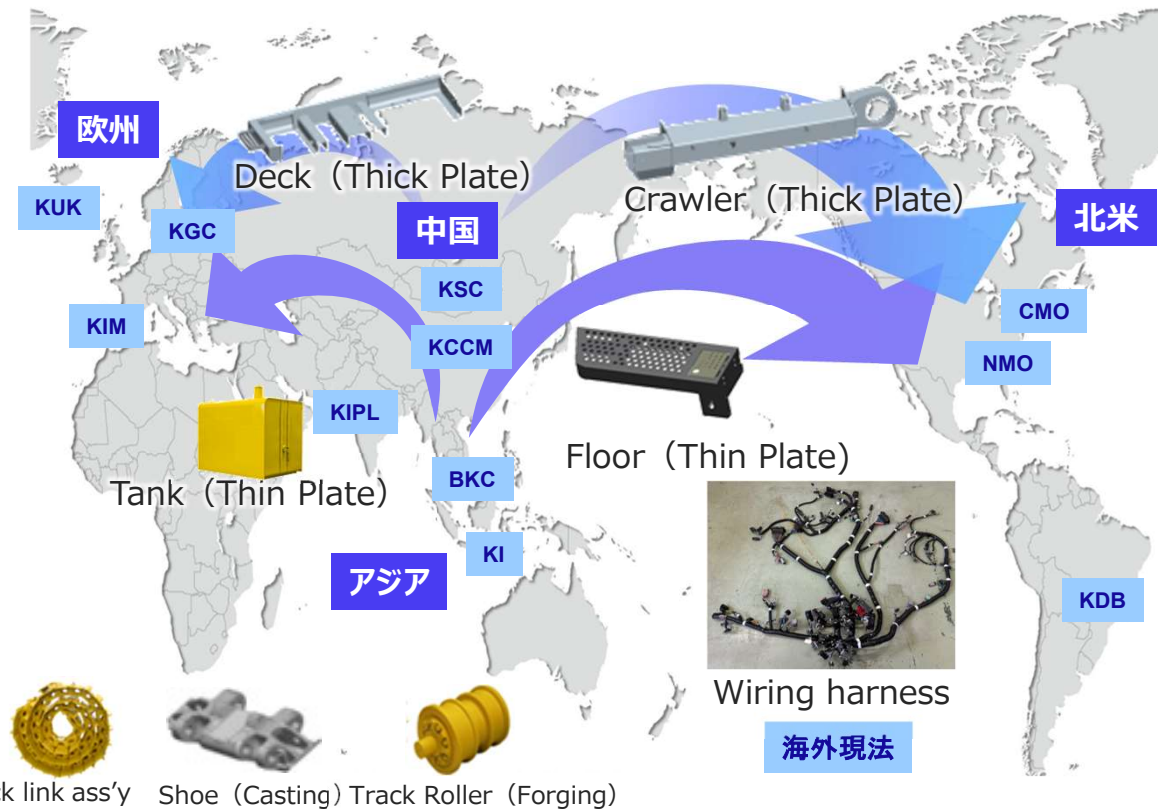 欧州
Deck（Thick Plate）
Crawler（Thick Plate）
KUK
KGC
中国
北米
KSC
KIM
KCCM
CMO
NMO
KIPL
Floor（Thin Plate)
Tank（Thin Plate）
BKC
KI
アジア
KDB
Wiring harness
海外現法
link ass'y
Shoe（Casting）
Track Roller（Forging）